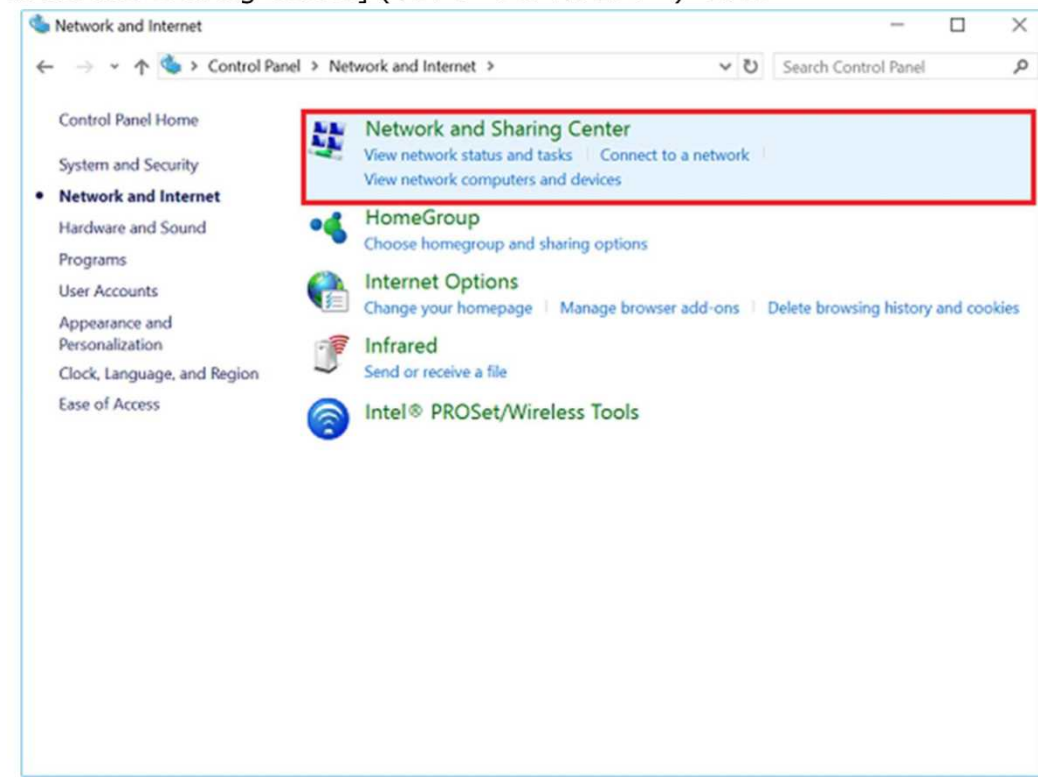 Network and Internet
Control Panel > Network and Internet >
Search Control Panel
Control Panel Home
System and Security
Network and Internet
Hardware and Sound
Programs
User Accounts
Appearance and
Personalization
Clock, Language, and Region
Ease of Access
Network and Sharing Center
View network status and tasks | Connect to a network |
View network computers and devices
HomeGroup
Choose homegroup and sharing options
Internet Options
Change your homepage | Manage browser add-ons | Delete browsing history and cookies
Infrared
Send or receive a file
Intel® PROSet/Wireless Tools